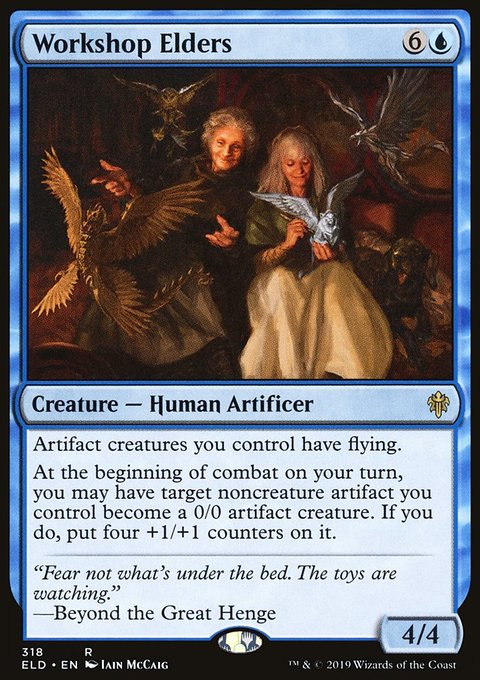 Workshop Elders 6
Creature — Human Artificer
Artifact creatures you control have flying.
At the beginning of combat on your turn,
you may have target noncreature artifact you
control become a 0/0 artifact creature. If you
do, put four +1/+1 counters on it.
“Fear not what’s under the bed. The toys are
watching.”
—Beyond the Great Henge
4/4
318 R
ELD • EN Iain McCaig
™ & © 2019 Wizards of the Coast